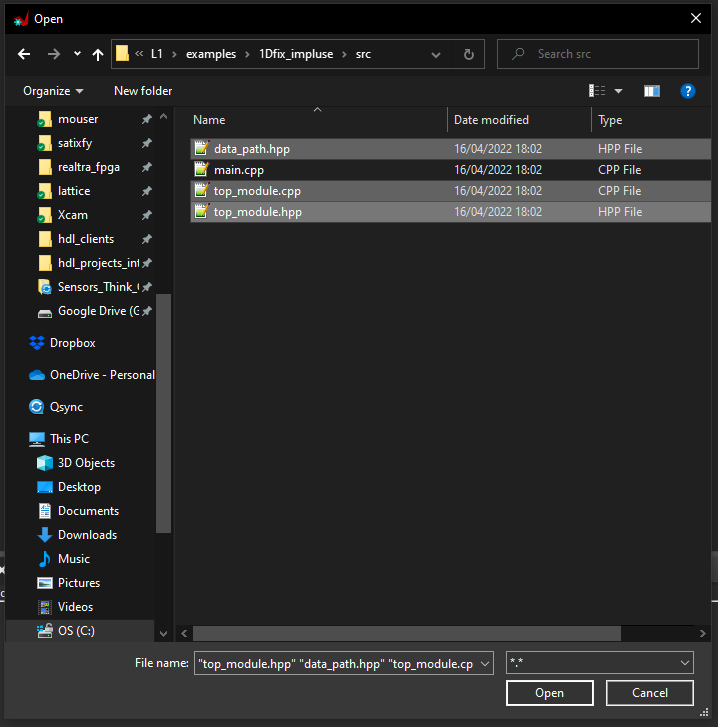 Open
« L1 > examples > 1Dfix_impluse > src
Search src
Organize New folder
?
Name Date modified Type
mouser
satixfy
realtra_fpga
lattice
Xcam
hdl_clients
hdl_projects_int
Sensors_Think_
Google Drive (G
Dropbox
OneDrive - Personal
Qsync
This PC
3D Objects
Desktop
Documents
Downloads
Music
Pictures
Videos
OS (C:)
data_path.hpp 16/04/2022 18:02 HPP File
main.cpp 16/04/2022 18:02 CPP File
top_module.cpp 16/04/2022 18:02 CPP File
top_module.hpp 16/04/2022 18:02 HPP File
File name: "top_module.hpp" "data_path.hpp" "top_module.cp
*.*
Open Cancel